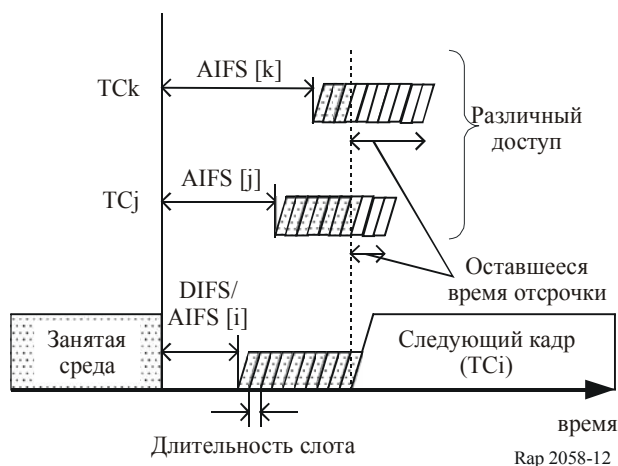 AIFS [k]
TCk
Различный
доступ
AIFS [j]
TCj
Оставшееся
время отсрочки
DIFS/
AIFS [i]
Занятая
среда
Следующий кадр
(TCi)
время
Длительность слота
Rap 2058-12